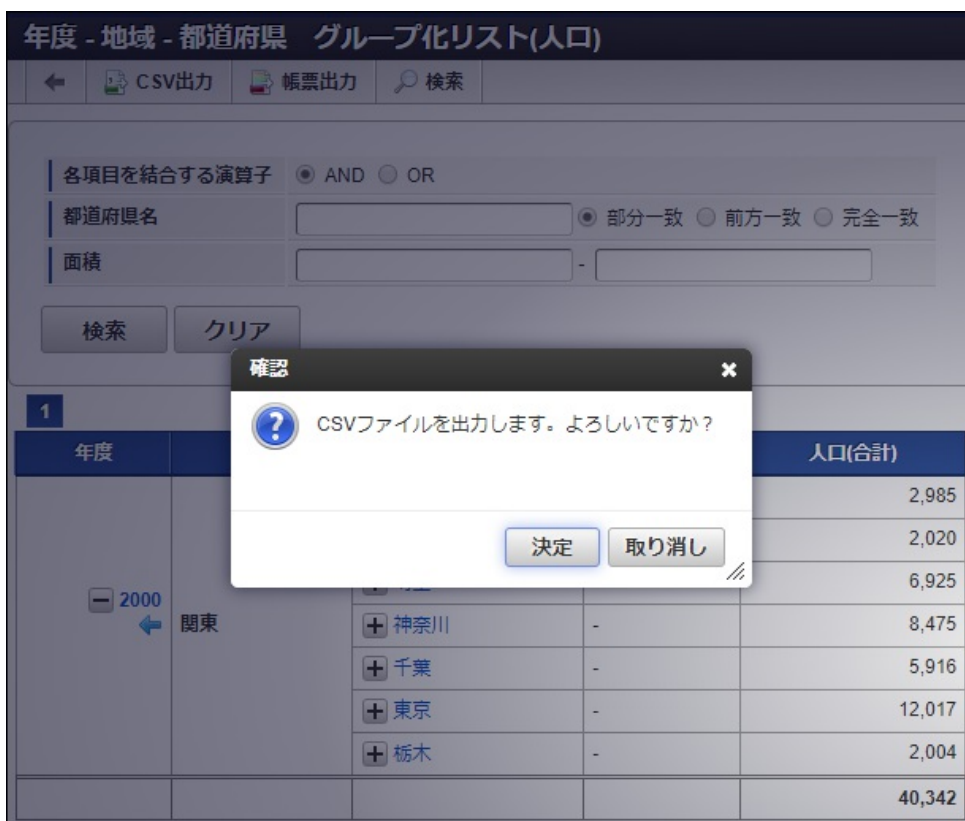 年度 - 地域 - 都道府県　グループ化リスト(人口)
CSV出力 帳票出力 検索
各項目を結合する演算子 AND OR
都道府県名 部分一致 前方一致 完全一致
面積 -
検索 クリア
確認
CSVファイルを出力します。よろしいですか？
決定 取り消し
1
年度 人口(合計)
2,985
2,020
6,925
2000 関東
神奈川 - 8,475
千葉 - 5,916
東京 - 12,017
栃木 - 2,004
40,342